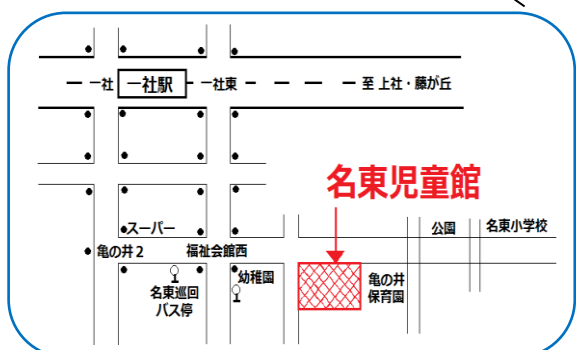 一社
一社駅
一社東
至 上社・藤が丘
名東児童館
スーパー
公園
名東小学校
亀の井2
福祉会館西
幼稚園
亀の井
保育園
名東巡回
バス停